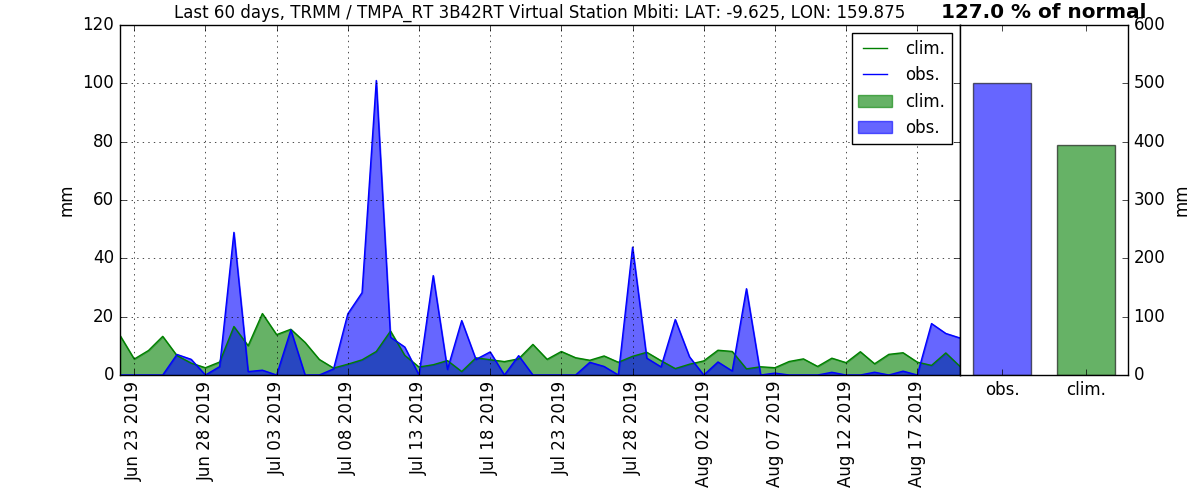 Last 60 days, TRMM / TMPA_RT 3B42RT Virtual Station Mbiti: LAT: -9.625, LON: 159.875
127.0 % of normal
120
100
80
60
40
20
0
mm
clim.
obs.
clim.
obs.
Jun 23 2019
Jun 28 2019
Jul 03 2019
Jul 08 2019
Jul 13 2019
Jul 18 2019
Jul 23 2019
Jul 28 2019
Aug 02 2019
Aug 07 2019
Aug 12 2019
Aug 17 2019
600
500
400
300
200
100
0
mm
obs.
clim.